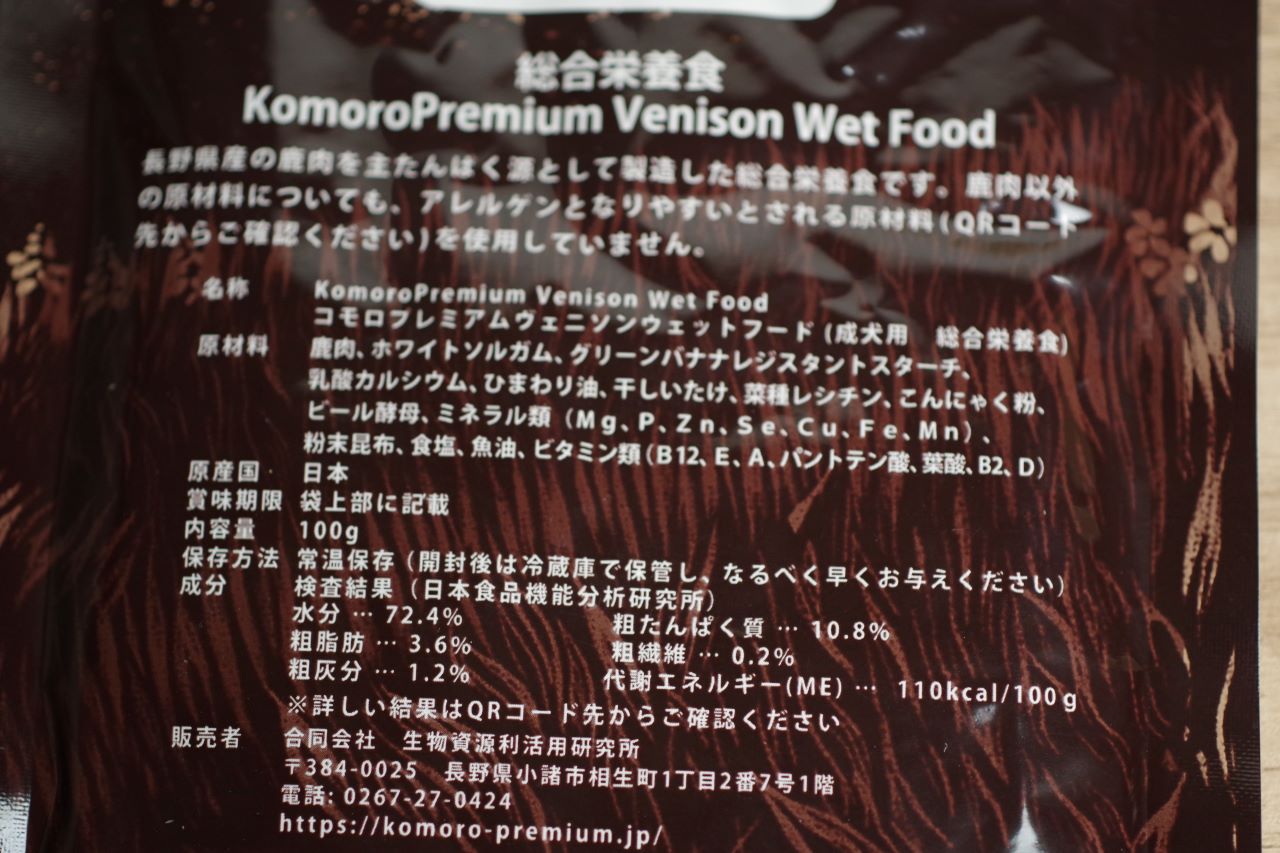 総合栄養食
KomoroPremium Venison Wet Food
長野県産の鹿肉を主たんぱく源として製造した総合栄養食です。鹿肉以外
の原材料についても、アレルゲンとなりやすいとされる原材料(QRコード
先からご確認ください)を使用していません。
名称 KomoroPremium Venison Wet Food
コモロプレミアムヴェニソンウェットフード (成犬用 総合栄養食)
原材料 鹿肉、ホワイトソルガム、グリーンバナナレジスタントスターチ、
乳酸カルシウム、ひまわり油、干しいたけ、菜種レシチン、こんにゃく粉、
ビール酵母、ミネラル類（Mg、P、Zn、Se、Cu、Fe、Mn）、
粉末昆布、食塩、魚油、ビタミン類(B12、E、A、パントテン酸、葉酸、B2、D)
原産国 日本
賞味期限 袋上部に記載
内容量 100g
保存方法 常温保存（開封後は冷蔵庫で保管し、なるべく早くお与えください）
成分 検査結果（日本食品機能分析研究所）
水分 … 72.4% 粗たんぱく質 … 10.8%
粗脂肪 … 3.6% 粗繊維 … 0.2%
粗灰分 … 1.2% 代謝エネルギー(ME) … 110kcal/100g
※詳しい結果はQRコード先からご確認ください
販売者 合同会社 生物資源利活用研究所
〒384-0025 長野県小諸市相生町1丁目2番7号1階
電話: 0267-27-0424
https://komoro-premium.jp/